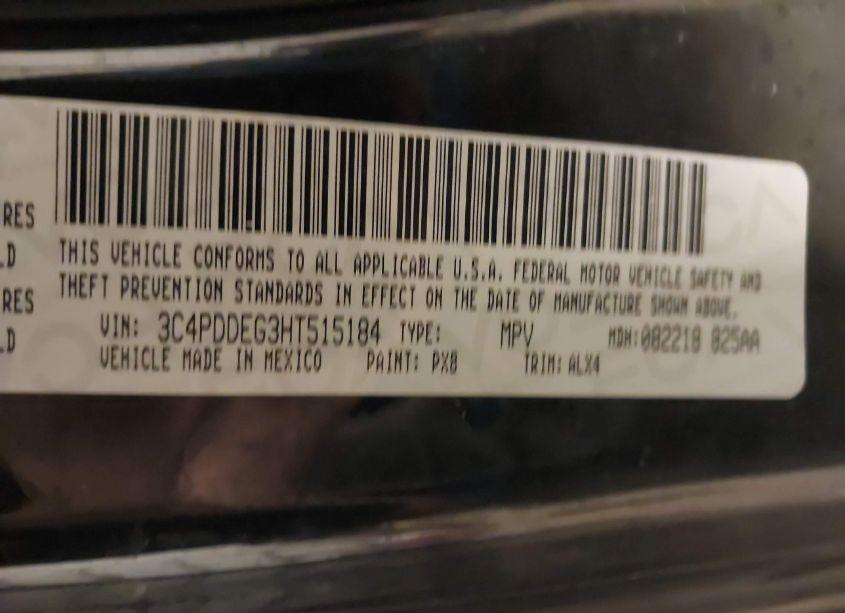 RES
LD
RES
LD
THIS VEHICLE CONFORMS TO ALL APPLICABLE U.S.A. FEDERAL MOTOR VEHICLE SAFETY AND
THEFT PREVENTION STANDARDS IN EFFECT ON THE DATE OF MANUFACTURE SHOWN ABOVE.
VIN: 3C4PDDEG3HT515184 TYPE: MPV MDH:082218 825AA
VEHICLE MADE IN MEXICO PAINT: PX8 TRIM: ALX4